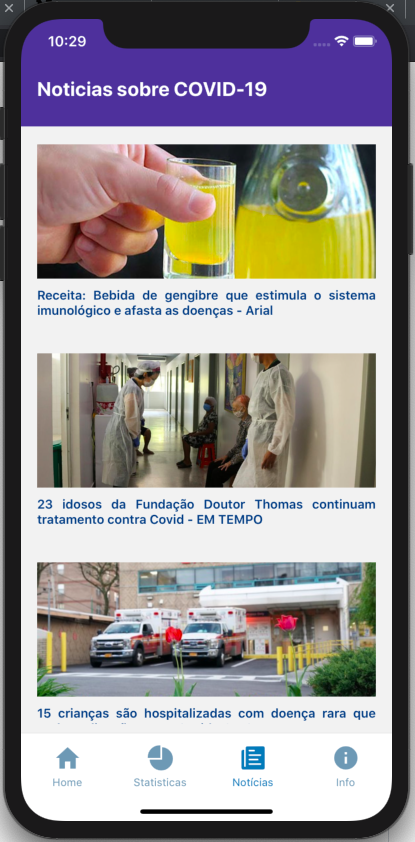 10:29
Noticias sobre COVID-19
Receita: Bebida de gengibre que estimula o sistema
imunológico e afasta as doenças - Arial
23 idosos da Fundação Doutor Thomas continuam
tratamento contra Covid - EM TEMPO
15 crianças são hospitalizadas com doença rara que
Home
Statisticas
Notícias
Info